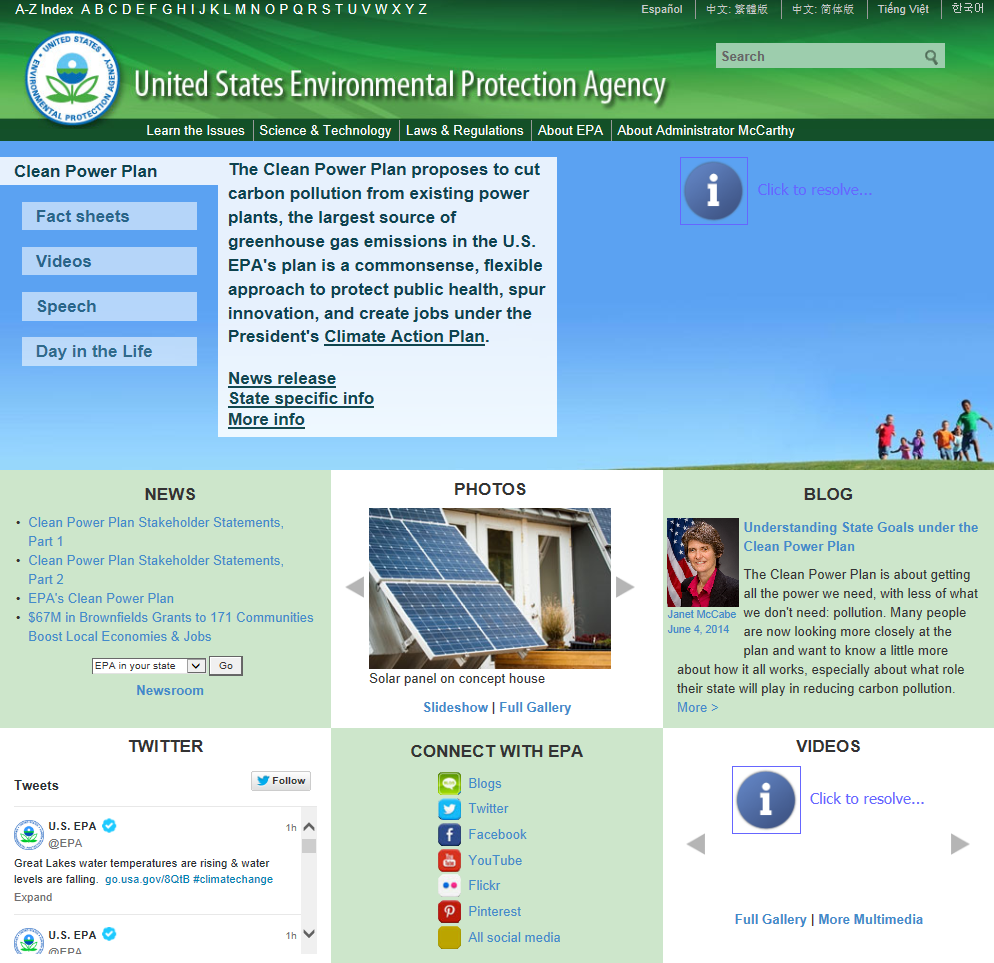 A-Z Index A B C D E F G H I J K L M N O P Q R S T U V W X Y Z
Español 中文: 繁體版 中文: 简体版 Tiếng Việt 한국어
Search
UNITED STATES ENVIRONMENTAL PROTECTION AGENCY
United States Environmental Protection Agency
Learn the Issues Science & Technology Laws & Regulations About EPA About Administrator McCarthy
Clean Power Plan
Fact sheets
Videos
Speech
Day in the Life
The Clean Power Plan proposes to cut
carbon pollution from existing power
plants, the largest source of
greenhouse gas emissions in the U.S.
EPA's plan is a commonsense, flexible
approach to protect public health, spur
innovation, and create jobs under the
President's Climate Action Plan.
News release
State specific info
More info
Click to resolve...
NEWS
• Clean Power Plan Stakeholder Statements,
Part 1
• Clean Power Plan Stakeholder Statements,
Part 2
• EPA's Clean Power Plan
• $67M in Brownfields Grants to 171 Communities
Boost Local Economies & Jobs
EPA in your state Go
Newsroom
PHOTOS
Solar panel on concept house
Slideshow | Full Gallery
BLOG
Understanding State Goals under the
Clean Power Plan
Janet McCabe
June 4, 2014
The Clean Power Plan is about getting
all the power we need, with less of what
we don't need: pollution. Many people
are now looking more closely at the
plan and want to know a little more
about how it all works, especially about what role
their state will play in reducing carbon pollution.
More >
TWITTER
Tweets Follow
U.S. EPA 1h
@EPA
Great Lakes water temperatures are rising & water
levels are falling. go.usa.gov/8QtB #climatechange
Expand
U.S. EPA 1h
@EPA
CONNECT WITH EPA
Blogs
Twitter
Facebook
YouTube
Flickr
Pinterest
All social media
VIDEOS
Click to resolve...
Full Gallery | More Multimedia